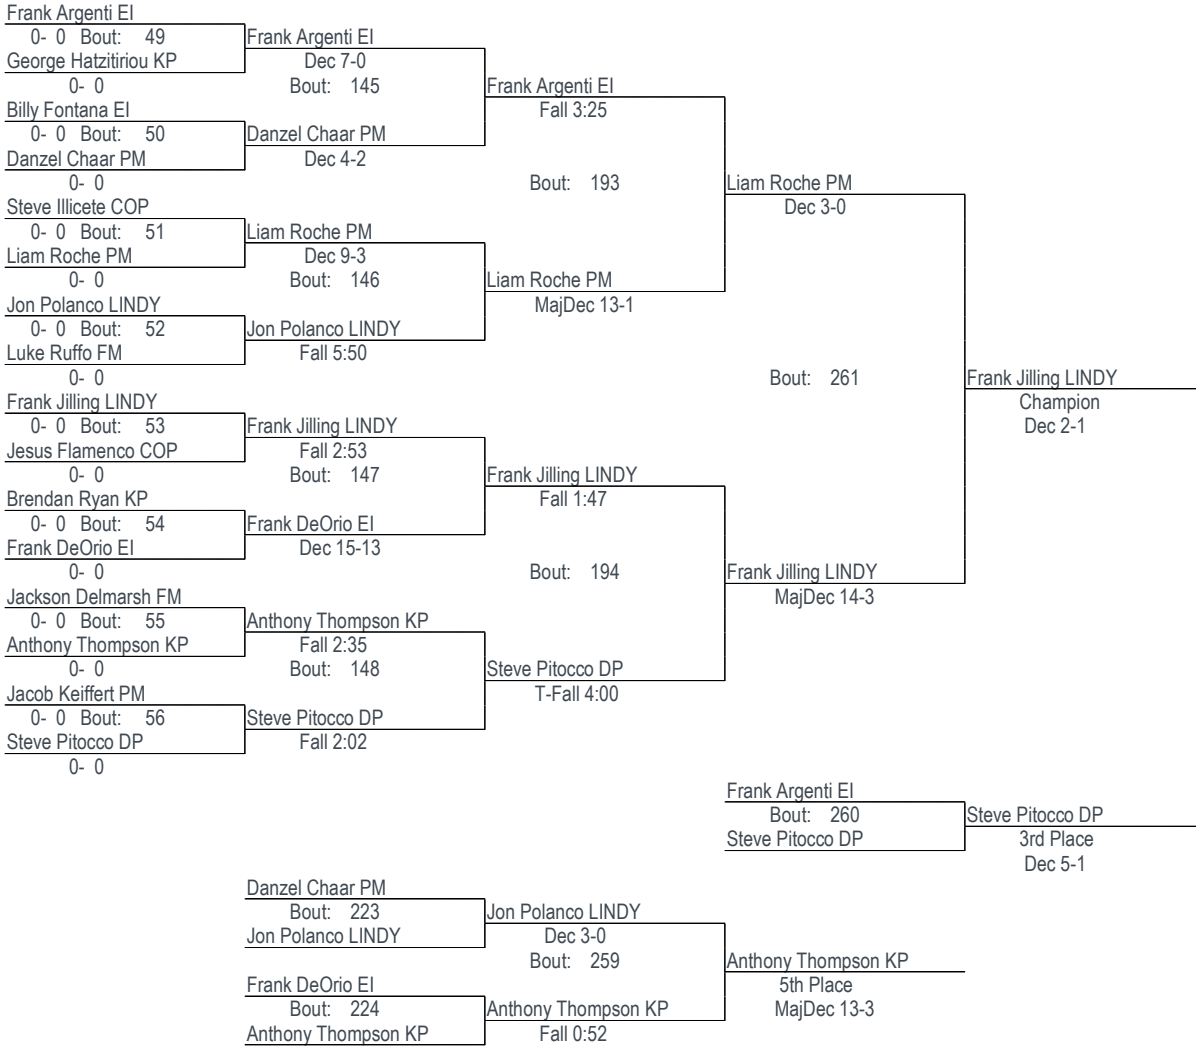 Frank Argenti EI
0- 0 Bout: 49
George Hatzitiriou KP
0- 0
Billy Fontana EI
0- 0 Bout: 50
Danzel Chaar PM
0- 0
Steve Illicete COP
0- 0 Bout: 51
Liam Roche PM
0- 0
Jon Polanco LINDY
0- 0 Bout: 52
Luke Ruffo FM
0- 0
Frank Jilling LINDY
0- 0 Bout: 53
Jesus Flamenco COP
0- 0
Brendan Ryan KP
0- 0 Bout: 54
Frank DeOrio EI
0- 0
Jackson Delmarsh FM
0- 0 Bout: 55
Anthony Thompson KP
0- 0
Jacob Keiffert PM
0- 0 Bout: 56
Steve Pitocco DP
0- 0
Frank Argenti EI
Dec 7-0
Bout: 145
Danzel Chaar PM
Dec 4-2
Liam Roche PM
Dec 9-3
Bout: 146
Jon Polanco LINDY
Fall 5:50
Frank Jilling LINDY
Fall 2:53
Bout: 147
Frank DeOrio EI
Dec 15-13
Anthony Thompson KP
Fall 2:35
Bout: 148
Steve Pitocco DP
Fall 2:02
Frank Argenti EI
Fall 3:25
Bout: 193
Liam Roche PM
MajDec 13-1
Frank Jilling LINDY
Fall 1:47
Bout: 194
Steve Pitocco DP
T-Fall 4:00
Liam Roche PM
Dec 3-0
Bout: 261
Frank Jilling LINDY
MajDec 14-3
Frank Jilling LINDY
Champion
Dec 2-1
Frank Argenti EI
Bout: 260
Steve Pitocco DP
Steve Pitocco DP
3rd Place
Dec 5-1
Danzel Chaar PM
Bout: 223
Jon Polanco LINDY
Frank DeOrio EI
Bout: 224
Anthony Thompson KP
Jon Polanco LINDY
Dec 3-0
Bout: 259
Anthony Thompson KP
Fall 0:52
Anthony Thompson KP
5th Place
MajDec 13-3